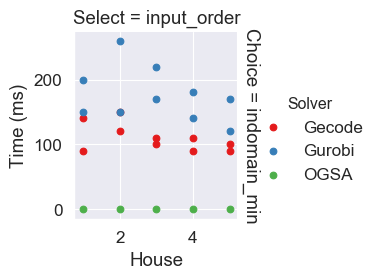 Select = input_order
Time (ms)
200
100
0
2
4
House
Choice = indomain_min
Solver
Gecode
Gurobi
OGSA